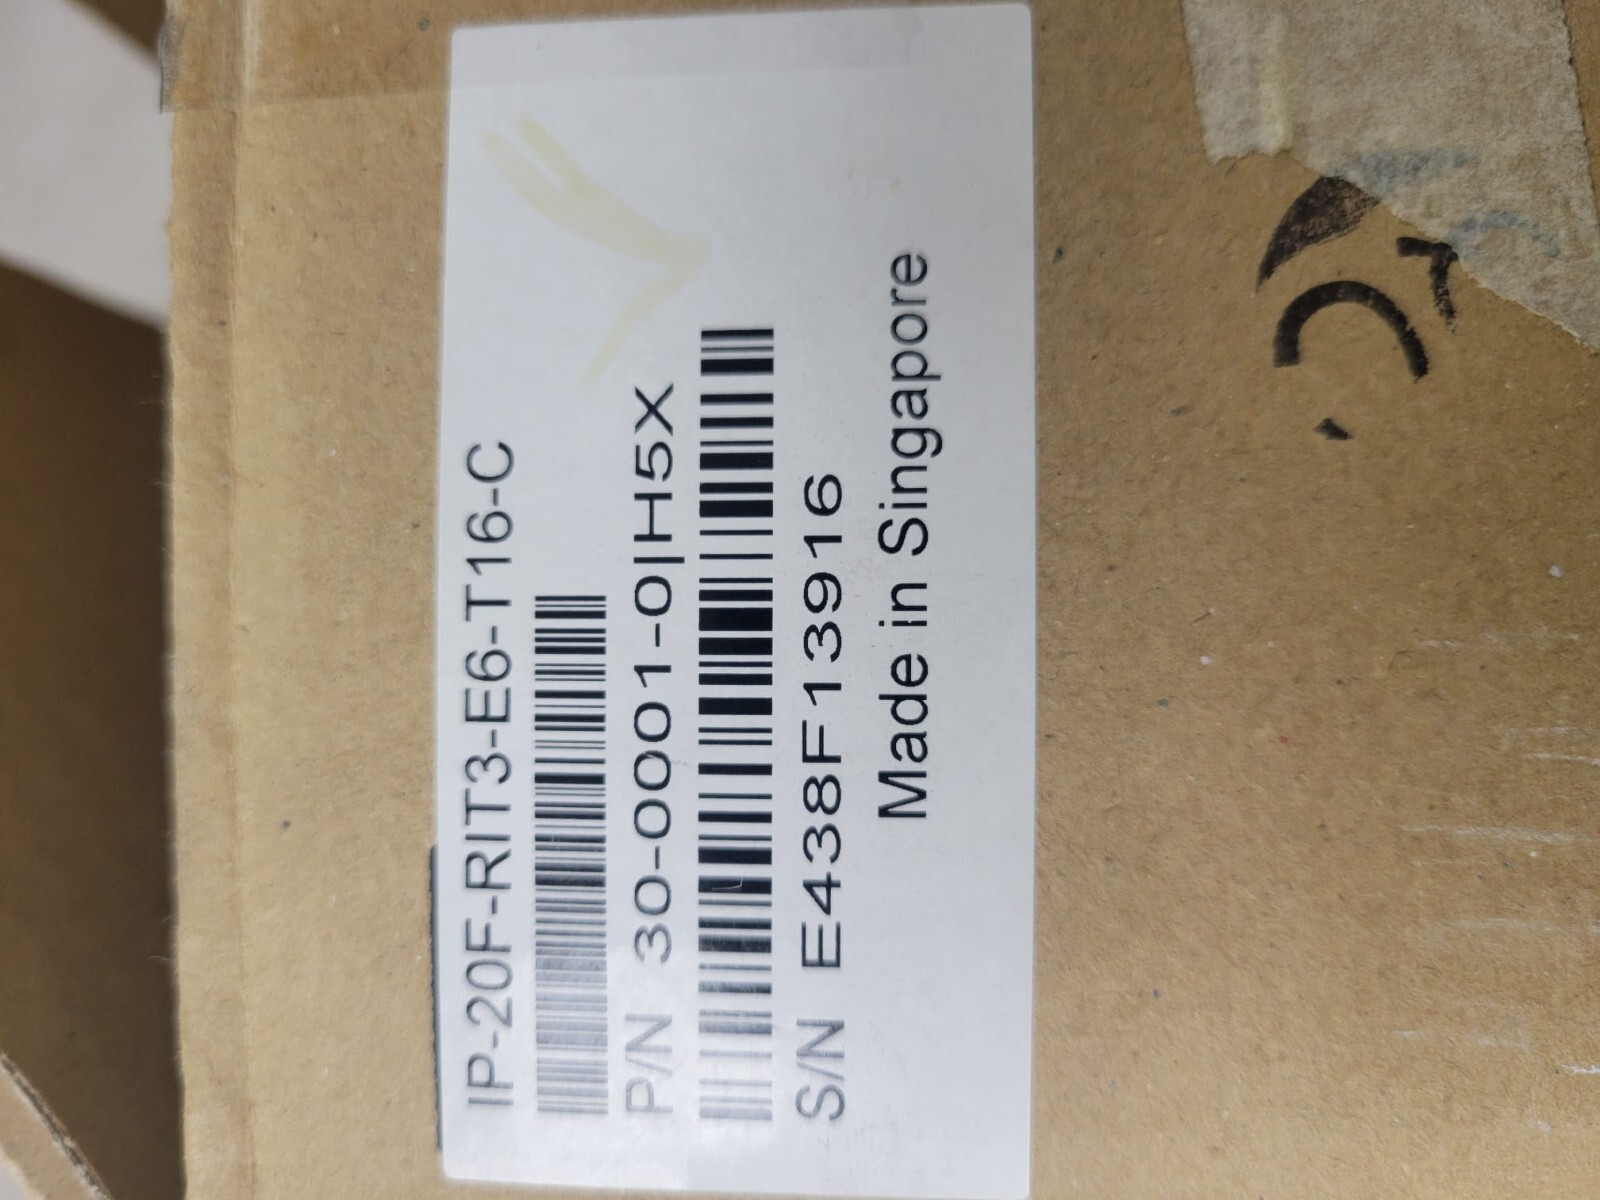 IP-20F-RIT3-E6-T16-C
P/N 30-0001-0|H5X
S/N E438F13916
Made in Singapore